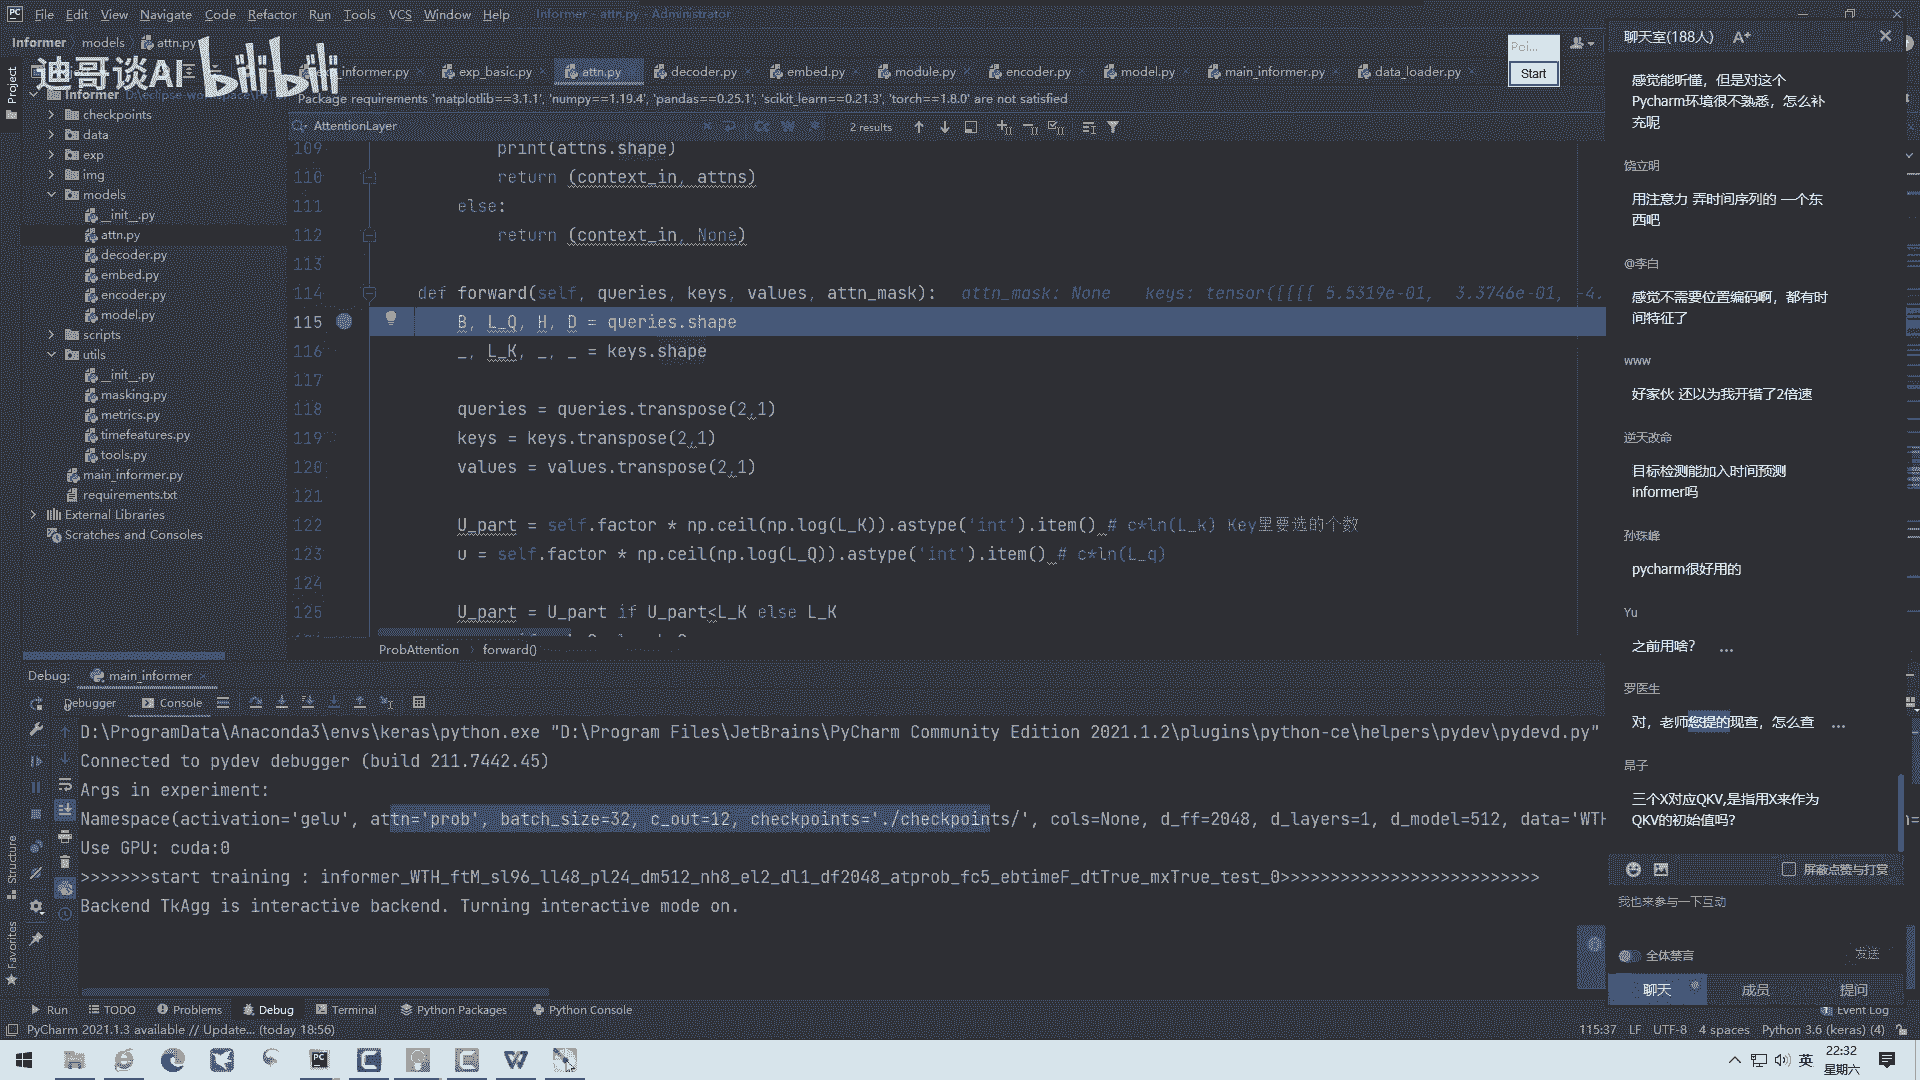 File Edit View Navigate Code Refactor Run Tools VCS Window Help Informer - attn.py - Administrator
Informer models attn.py
迪哥谈AI bilibili
informer.py exp_basic.py attn.py decoder.py embed.py module.py encoder.py model.py main_informer.py data_loader.py
Package requirements 'matplotlib==3.1.1', 'numpy==1.19.4', 'pandas==0.25.1', 'scikit_learn==0.21.3', 'torch==1.8.0' are not satisfied
AttentionLayer 2 results
Poi...
Start
Project
Informer
checkpoints
data
exp
img
models
__init__.py
attn.py
decoder.py
embed.py
encoder.py
model.py
scripts
utils
__init__.py
masking.py
metrics.py
timefeatures.py
tools.py
main_informer.py
requirements.txt
External Libraries
Scratches and Consoles
109 print(attns.shape)
110 return (context_in, attns)
111 else:
112 return (context_in, None)
113
114 def forward(self, queries, keys, values, attn_mask): attn_mask: None keys: tensor([[[[ 5.5319e-01, 3.3746e-01, -4.
115 B, L_Q, H, D = queries.shape
116 _, L_K, _, _ = keys.shape
117
118 queries = queries.transpose(2,1)
119 keys = keys.transpose(2,1)
120 values = values.transpose(2,1)
121
122 U_part = self.factor * np.ceil(np.log(L_K)).astype('int').item() # c*ln(L_k) Key里要选的个数
123 u = self.factor * np.ceil(np.log(L_Q)).astype('int').item() # c*ln(L_q)
124
125 U_part = U_part if U_part<L_K else L_K
ProbAttention forward()
Debug: main_informer
Debugger Console
D:\ProgramData\Anaconda3\envs\keras\python.exe "D:\Program Files\JetBrains\PyCharm Community Edition 2021.1.2\plugins\python-ce\helpers\pydev\pydevd.py"
Connected to pydev debugger (build 211.7442.45)
Args in experiment:
Namespace(activation='gelu', attn='prob', batch_size=32, c_out=12, checkpoints='./checkpoints/', cols=None, d_ff=2048, d_layers=1, d_model=512, data='WTH
Use GPU: cuda:0
>>>>>>>start training : informer_WTH_ftM_sl96_ll48_pl24_dm512_nh8_el2_dl1_df2048_atprob_fc5_ebtimeF_dtTrue_mxTrue_test_0>>>>>>>>>>>>>>>>>>>>>>>>>>
Backend TkAgg is interactive backend. Turning interactive mode on.
Structure
Favorites
Run TODO Problems Debug Terminal Python Packages Python Console Event Log
PyCharm 2021.1.3 available // Update... (today 18:56) 115:37 LF UTF-8 4 spaces Python 3.6 (keras) (4)
聊天室(188人) A+
感觉能听懂，但是对这个
Pycharm环境很不熟悉，怎么补
充呢
饶立明
用注意力 弄时间序列的 一个东
西吧
@李白
感觉不需要位置编码啊，都有时
间特征了
www
好家伙 还以为我开错了2倍速
逆天改命
目标检测能加入时间预测
informer吗
孙珠峰
pycharm很好用的
Yu
之前用啥? ...
罗医生
对，老师您提的现查，怎么查 ...
昂子
三个X对应QKV,是指用X来作为
QKV的初始值吗?
屏蔽点赞与打赏
我也来参与一下互动
全体禁言 发送
聊天 成员 提问
英 22:32
星期六